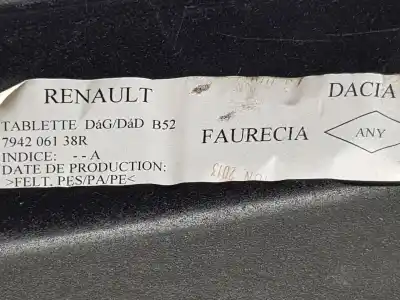 RENAULT
DACIA
TABLETTE DáG/DáD B52
7942 061 38R
FAURECIA
ANY
INDICE: --A
DATE DE PRODUCTION:
2013
>FELT, PES/PA/PE<